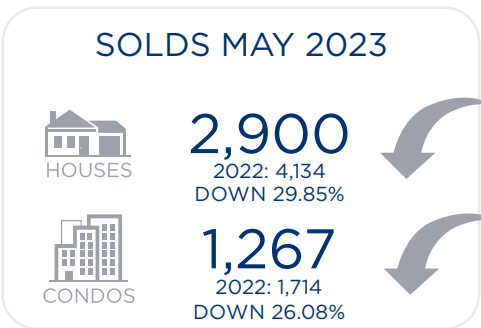 SOLDS MAY 2023
HOUSES
2,900
2022: 4,134
DOWN 29.85%
CONDOS
1,267
2022: 1,714
DOWN 26.08%